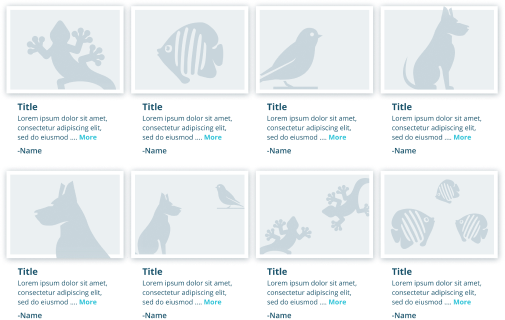 Title
Lorem ipsum dolor sit amet,
consectetur adipiscing elit,
sed do eiusmod .... More
-Name
Title
Lorem ipsum dolor sit amet,
consectetur adipiscing elit,
sed do eiusmod .... More
-Name
Title
Lorem ipsum dolor sit amet,
consectetur adipiscing elit,
sed do eiusmod .... More
-Name
Title
Lorem ipsum dolor sit amet,
consectetur adipiscing elit,
sed do eiusmod .... More
-Name
Title
Lorem ipsum dolor sit amet,
consectetur adipiscing elit,
sed do eiusmod .... More
-Name
Title
Lorem ipsum dolor sit amet,
consectetur adipiscing elit,
sed do eiusmod .... More
-Name
Title
Lorem ipsum dolor sit amet,
consectetur adipiscing elit,
sed do eiusmod .... More
-Name
Title
Lorem ipsum dolor sit amet,
consectetur adipiscing elit,
sed do eiusmod .... More
-Name